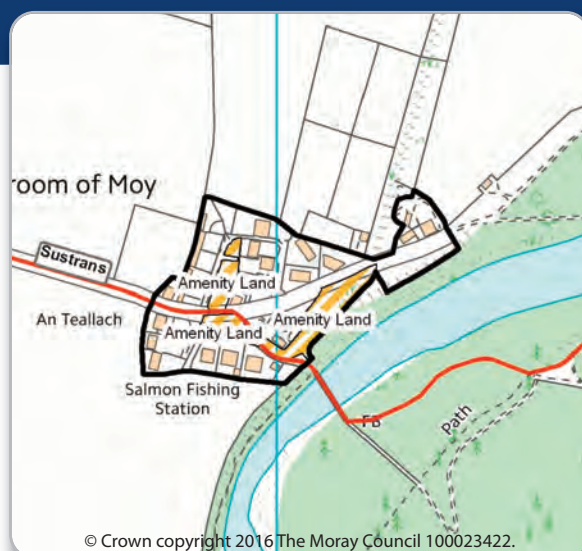 room of Moy
Sustrans
Amenity Land
An Teallach
Amenity Land
Amenity Land
Salmon Fishing
Station
FB
Path
© Crown copyright 2016 The Moray Council 100023422.